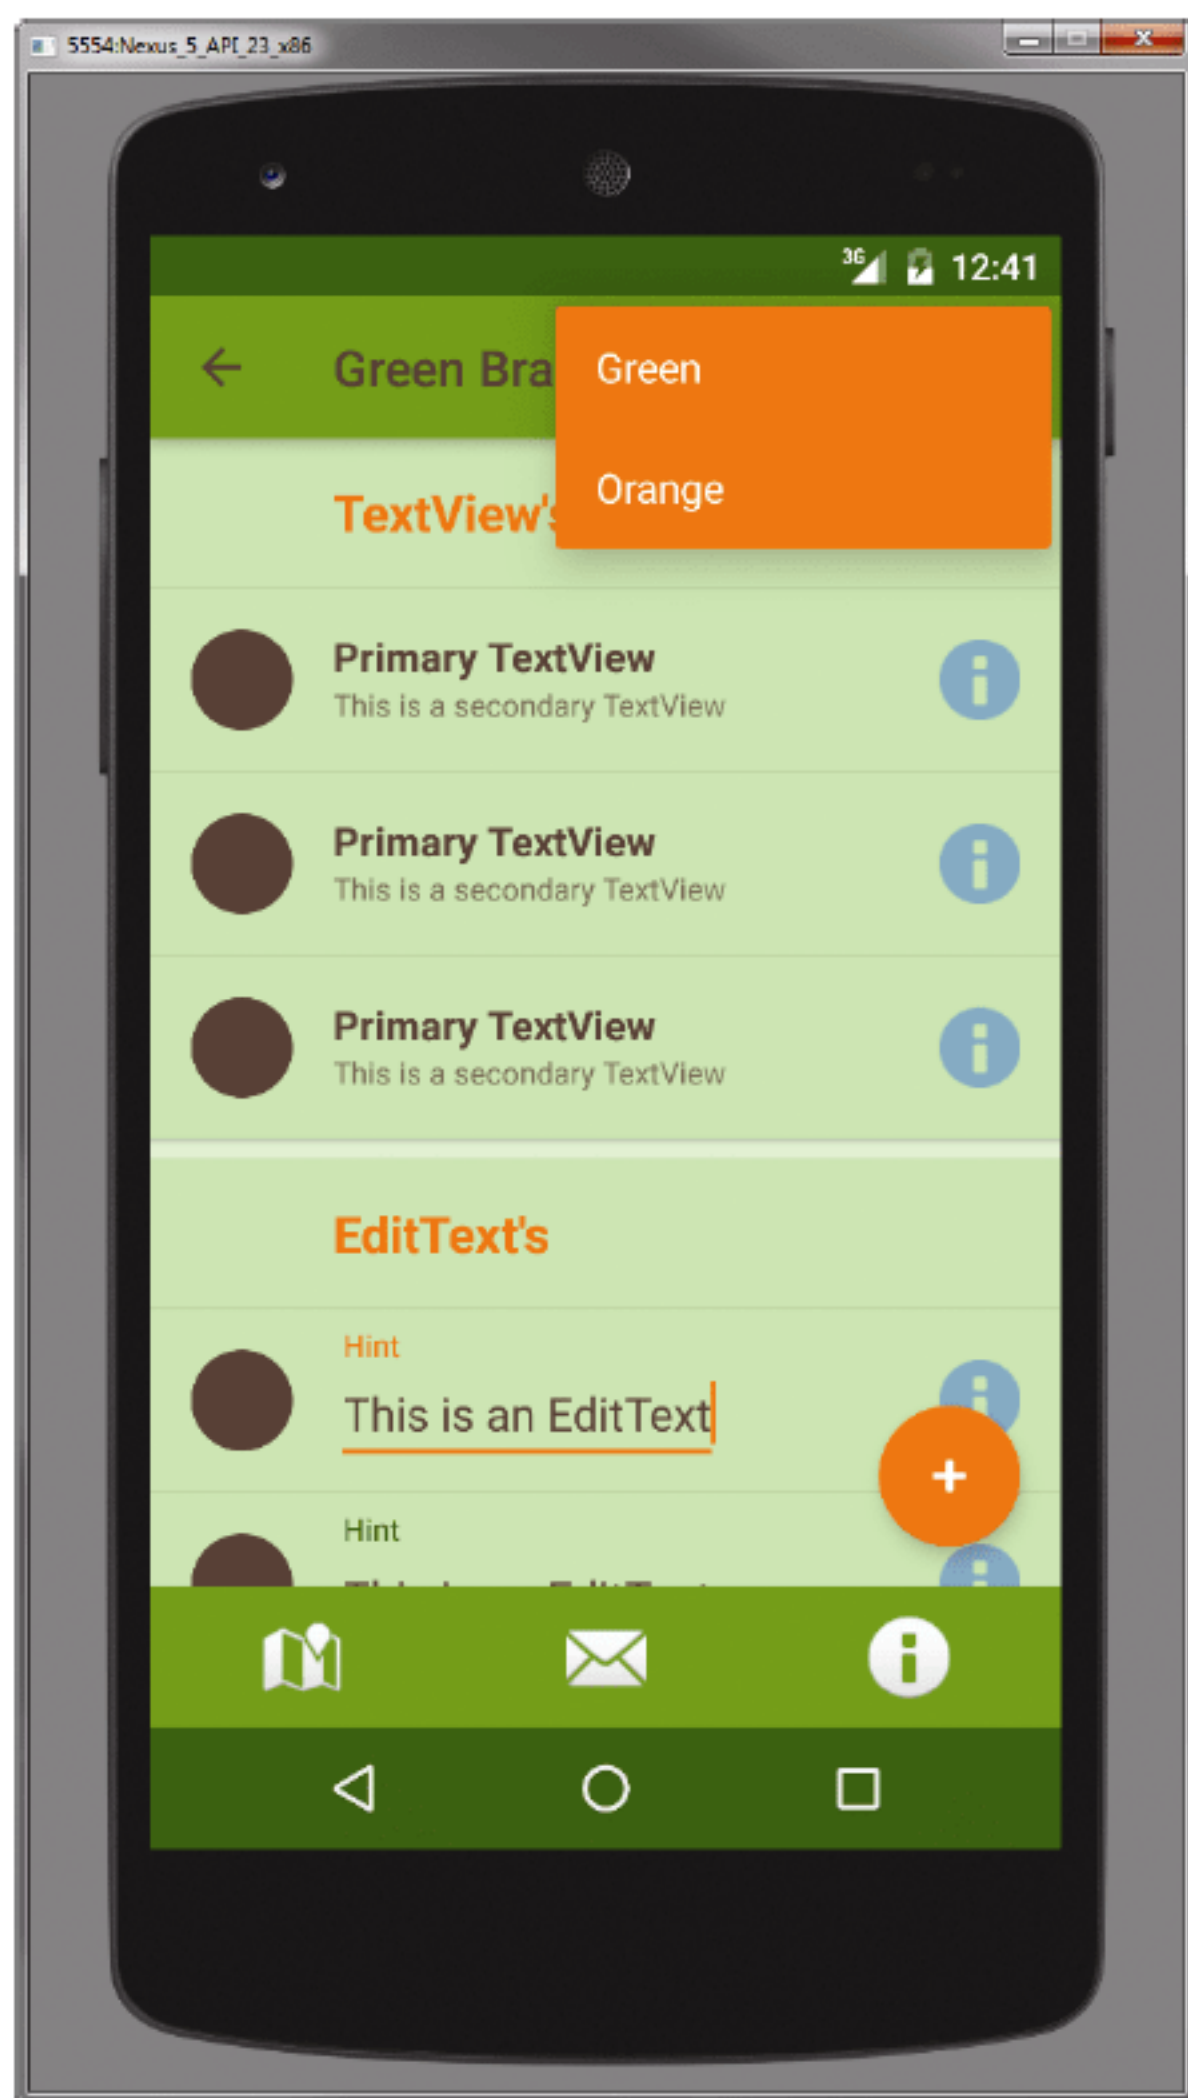 5554:Nexus_5_API_23_x86
3G 12:41
Green Bra
Green
Orange
TextView's
Primary TextView
This is a secondary TextView
Primary TextView
This is a secondary TextView
Primary TextView
This is a secondary TextView
EditText's
Hint
This is an EditText
Hint